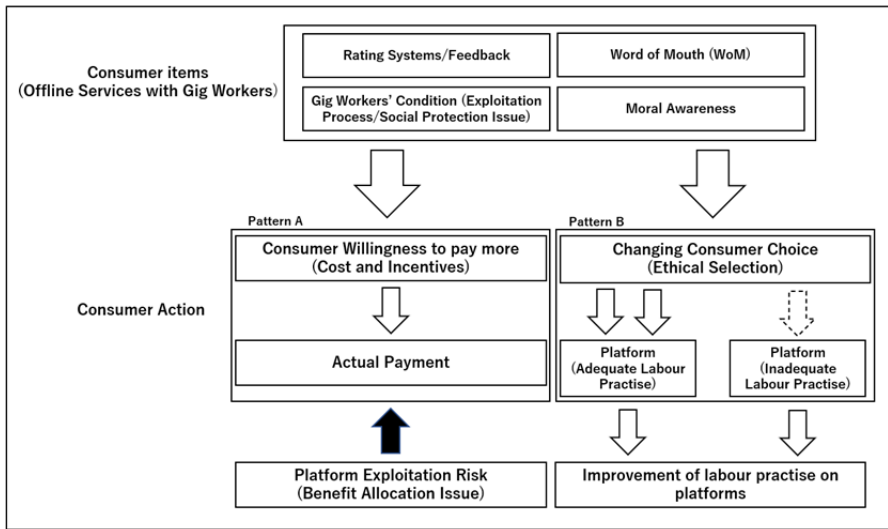 Consumer items
(Offline Services with Gig Workers)
Rating Systems/Feedback
Word of Mouth (WoM)
Gig Workers' Condition (Exploitation
Process/Social Protection Issue)
Moral Awareness
Consumer Action
Pattern A
Consumer Willingness to pay more
(Cost and Incentives)
Actual Payment
Platform Exploitation Risk
(Benefit Allocation Issue)
Pattern B
Changing Consumer Choice
(Ethical Selection)
Platform
(Adequate Labour
Practise)
Platform
(Inadequate
Labour Practise)
Improvement of labour practise on
platforms